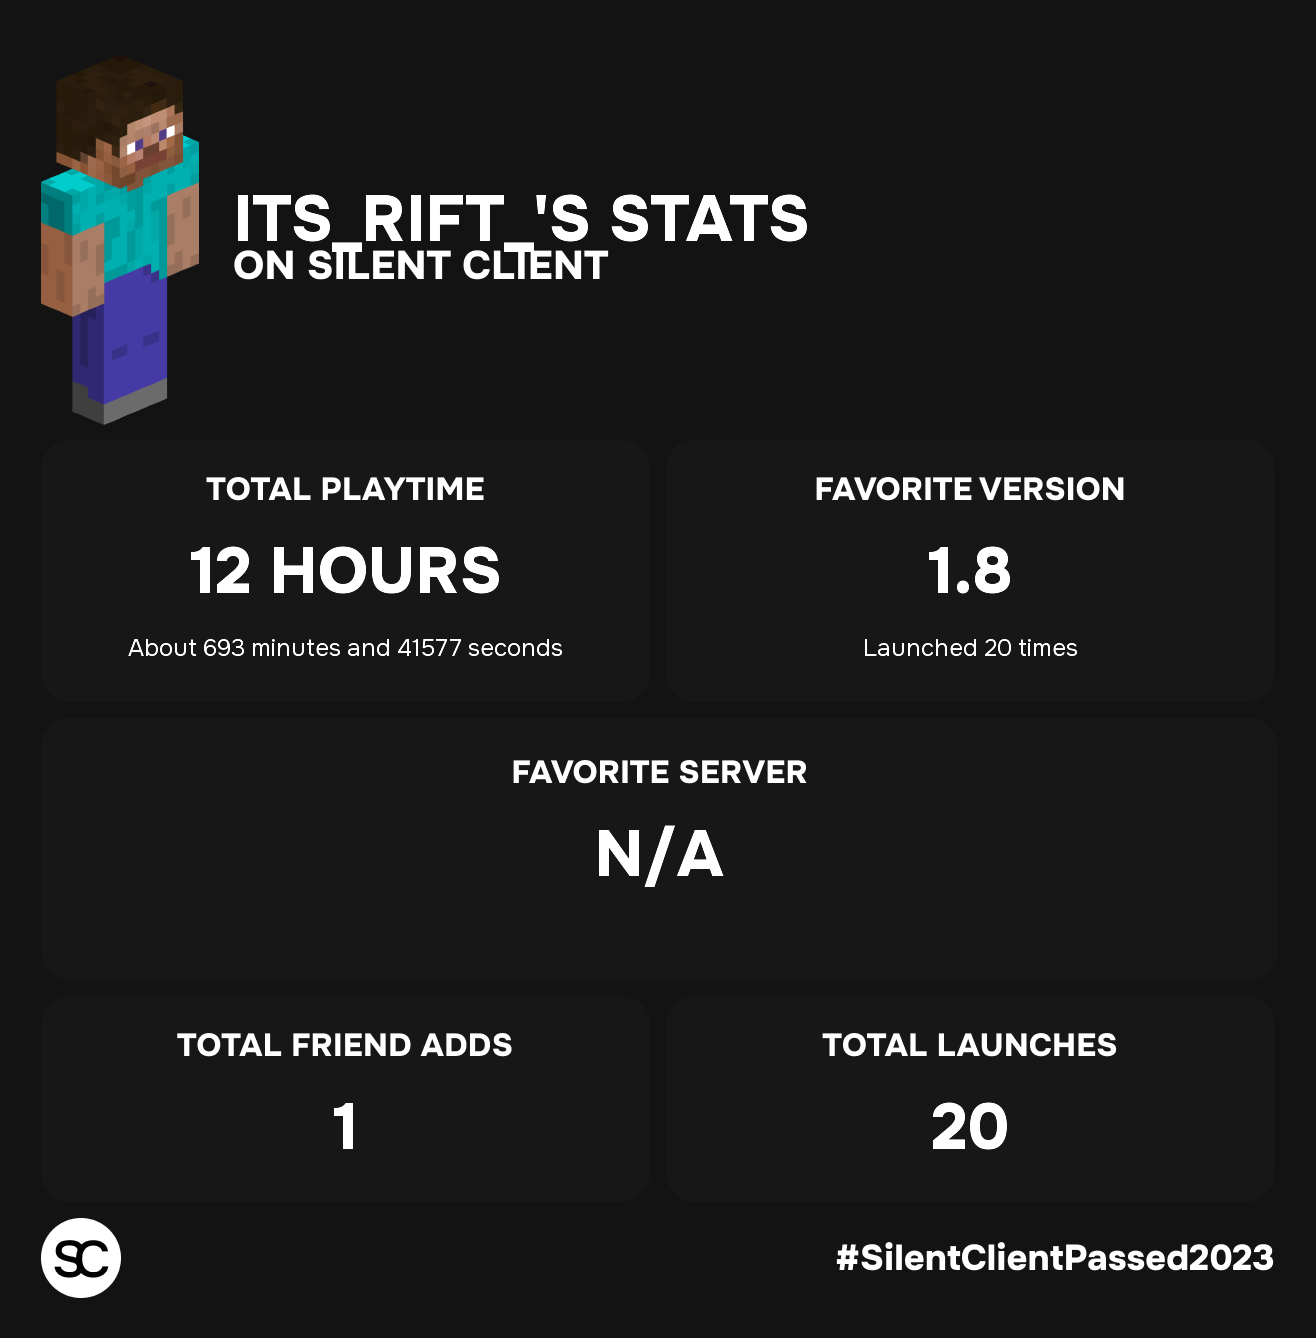 ITS_RIFT_'S STATS
ON SILENT CLIENT
TOTAL PLAYTIME
12 HOURS
About 693 minutes and 41577 seconds
FAVORITE VERSION
1.8
Launched 20 times
FAVORITE SERVER
N/A
TOTAL FRIEND ADDS
1
TOTAL LAUNCHES
20
SC
#SilentClientPassed2023